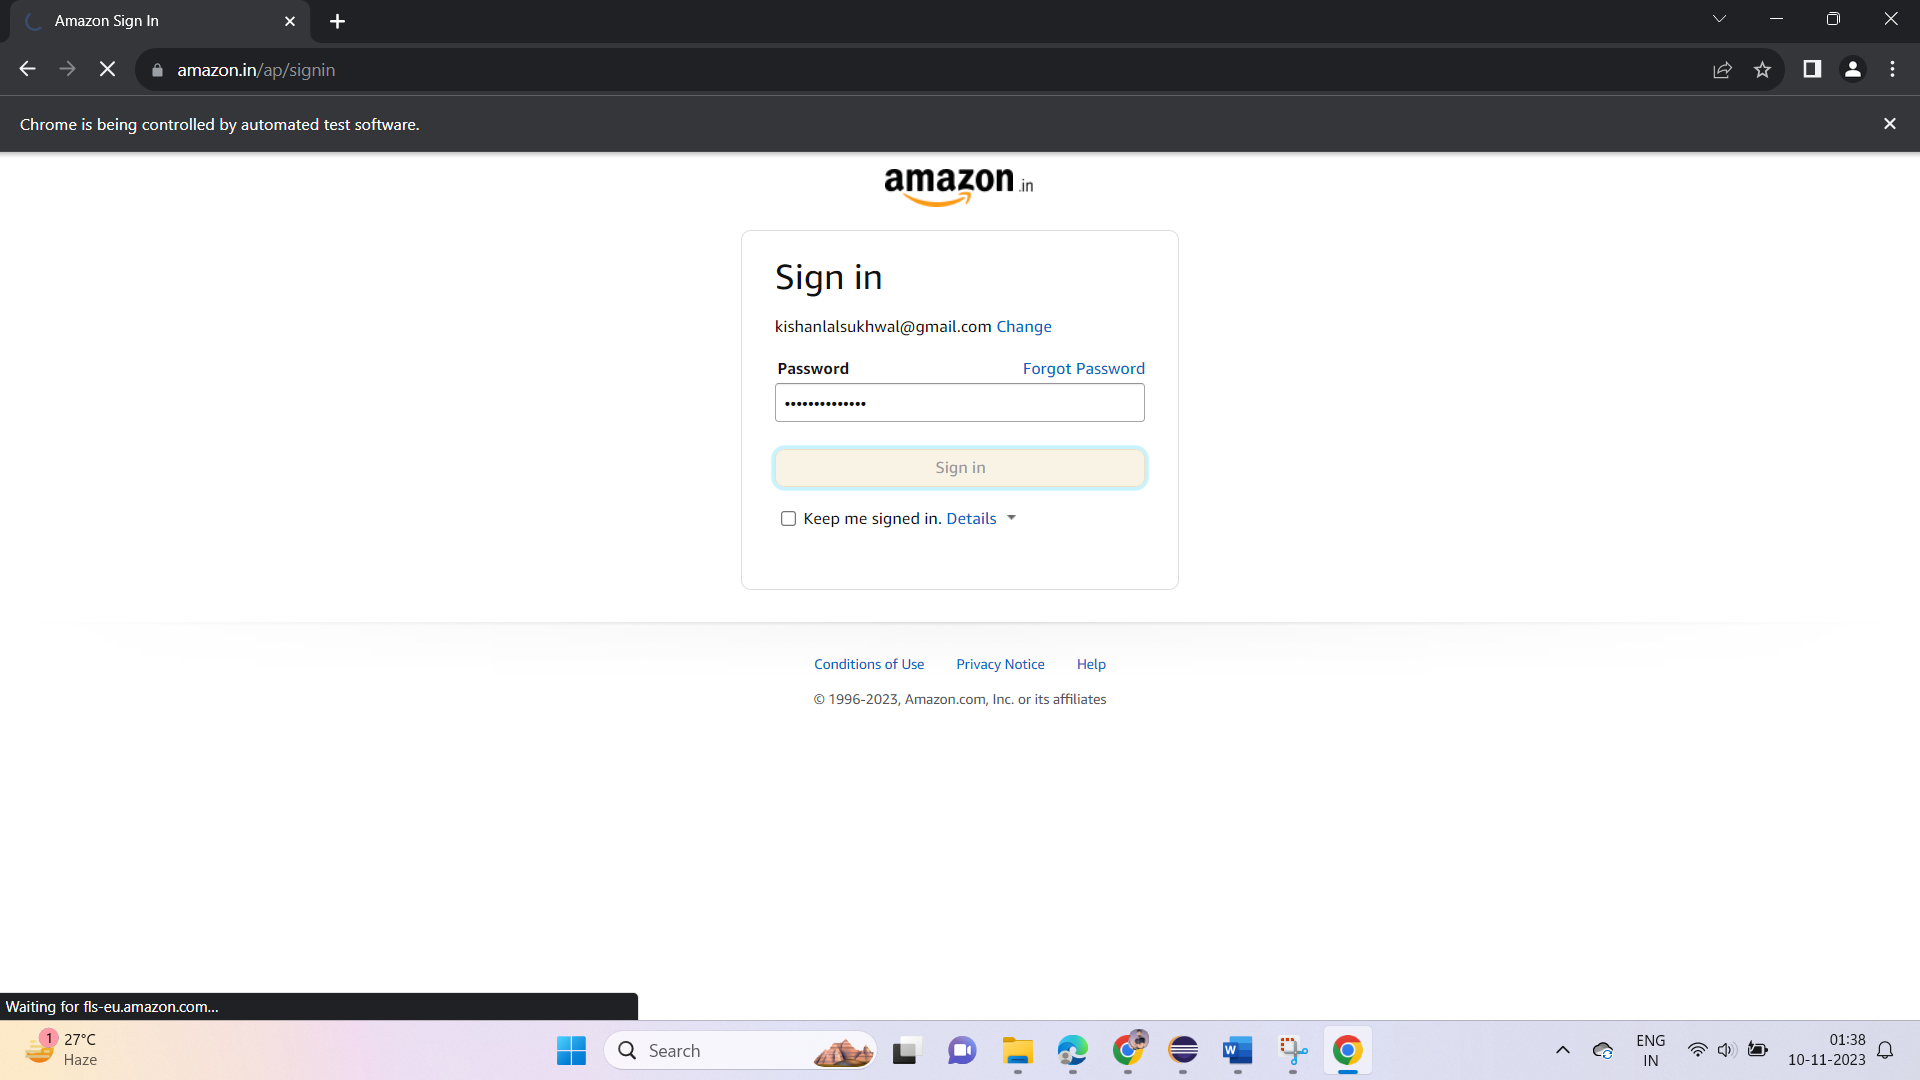 Amazon Sign In
amazon.in/ap/signin
Chrome is being controlled by automated test software.
amazon.in
Sign in
kishanlalsukhwal@gmail.com Change
Password Forgot Password
••••••••••••••
Sign in
Keep me signed in. Details
Conditions of Use Privacy Notice Help
© 1996-2023, Amazon.com, Inc. or its affiliates
Waiting for fls-eu.amazon.com...
1 27°C
Haze
Search
W
ENG
IN
01:38
10-11-2023